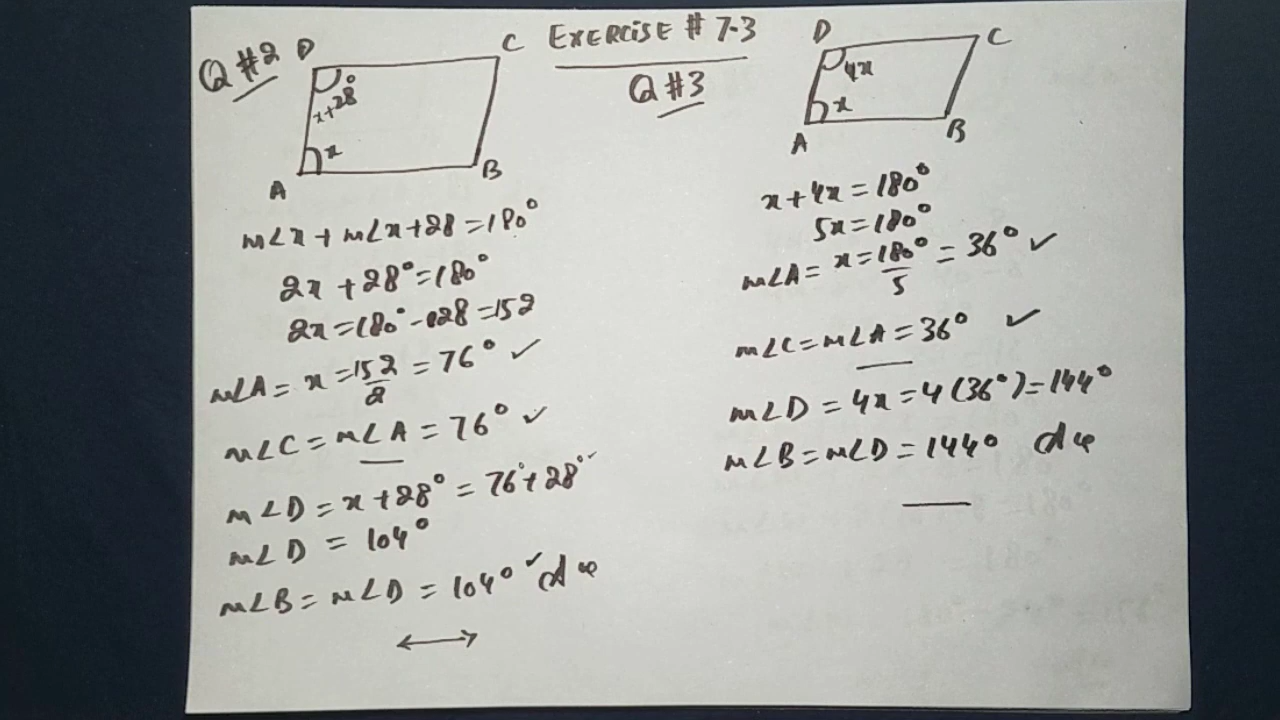 EXERCiSE # 7.3
Q #2
D
C
x+28°
x
A
B
m∠x + m∠x+28 = 180°
2x + 28° = 180°
2x = 180° - 28 = 152
m∠A = x = 152/2 = 76° ✓
m∠C = m∠A = 76° ✓
m∠D = x + 28° = 76° + 28°
m∠D = 104°
m∠B = m∠D = 104° ✓
Q #3
D
C
4x
x
A
B
x + 4x = 180°
5x = 180°
m∠A = x = 180°/5 = 36° ✓
m∠C = m∠A = 36° ✓
m∠D = 4x = 4(36°) = 144°
m∠B = m∠D = 144°